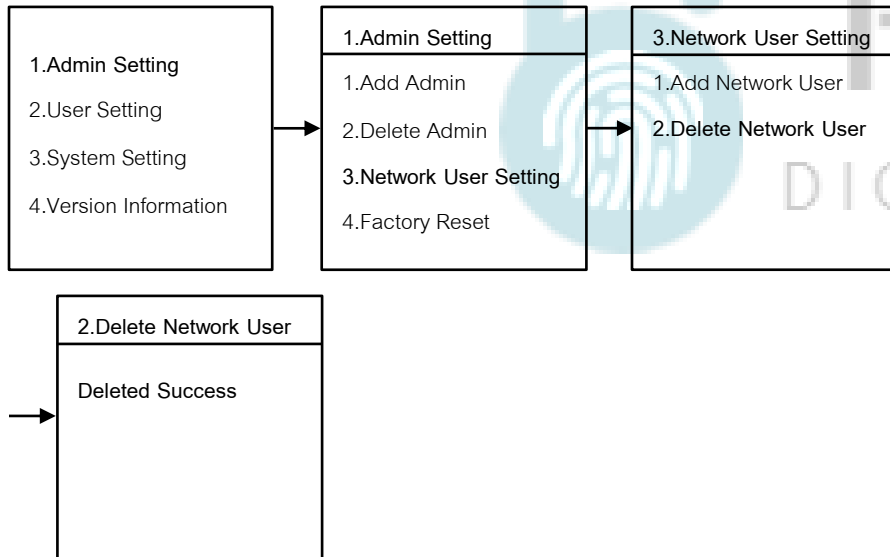 1.Admin Setting
2.User Setting
3.System Setting
4.Version Information
1.Admin Setting
1.Add Admin
2.Delete Admin
3.Network User Setting
4.Factory Reset
3.Network User Setting
1.Add Network User
2.Delete Network User
2.Delete Network User
Deleted Success